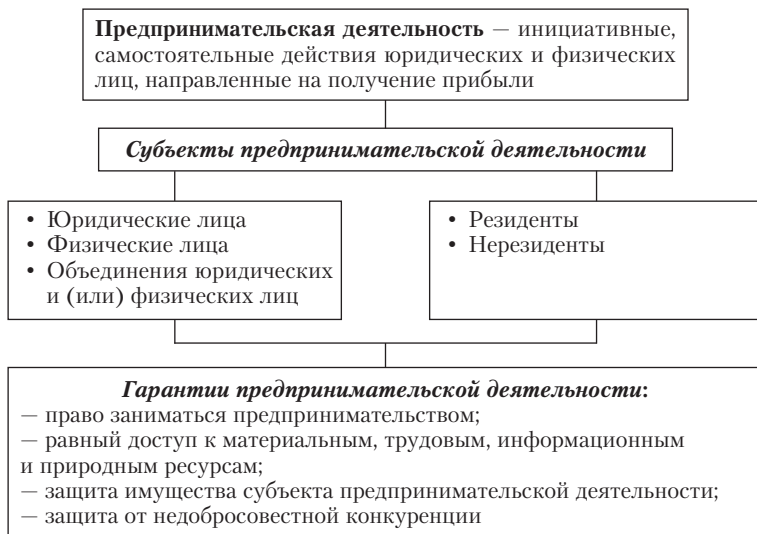 Предпринимательская деятельность — инициативные,
самостоятельные действия юридических и физических
лиц, направленные на получение прибыли
Субъекты предпринимательской деятельности
• Юридические лица
• Физические лица
• Объединения юридических
и (или) физических лиц
• Резиденты
• Нерезиденты
Гарантии предпринимательской деятельности:
— право заниматься предпринимательством;
— равный доступ к материальным, трудовым, информационным
и природным ресурсам;
— защита имущества субъекта предпринимательской деятельности;
— защита от недобросовестной конкуренции